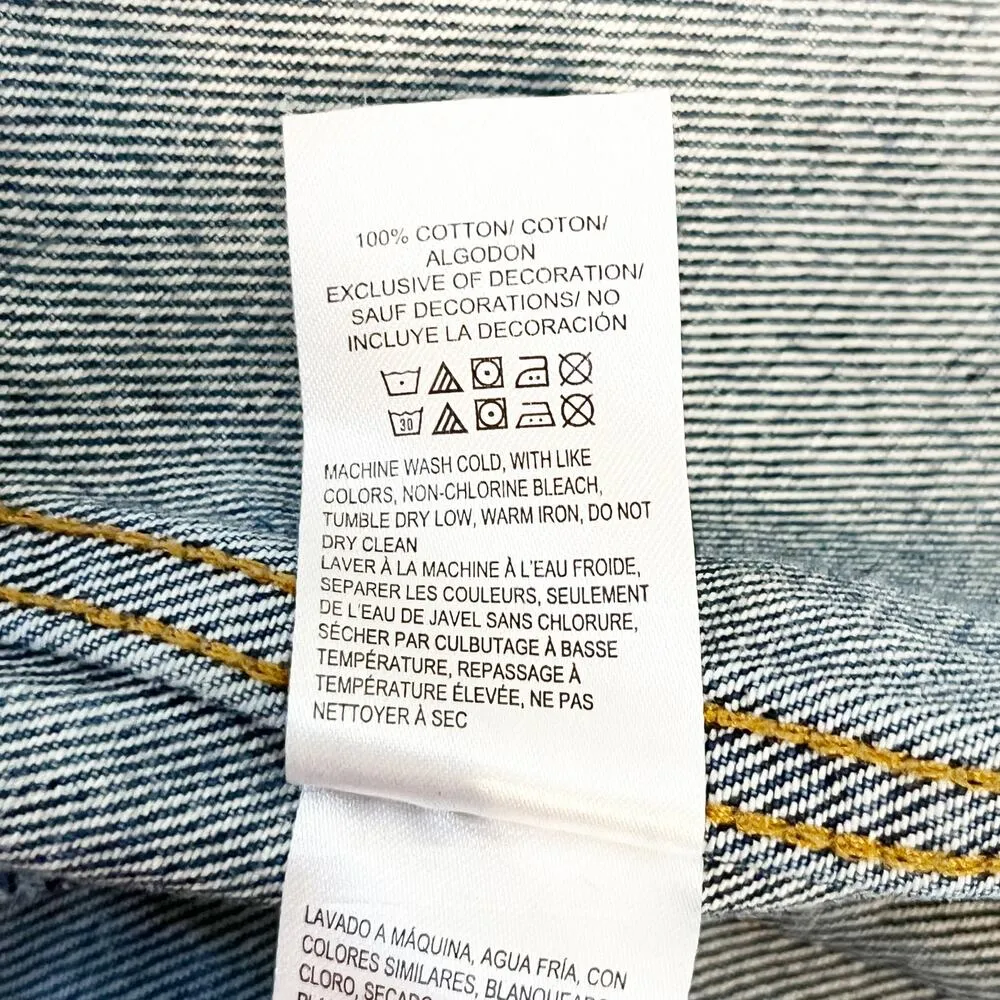 100% COTTON/ COTON/
ALGODON
EXCLUSIVE OF DECORATION/
SAUF DECORATIONS/ NO
INCLUYE LA DECORACIÓN
30
MACHINE WASH COLD, WITH LIKE
COLORS, NON-CHLORINE BLEACH,
TUMBLE DRY LOW, WARM IRON, DO NOT
DRY CLEAN
LAVER À LA MACHINE À L'EAU FROIDE,
SEPARER LES COULEURS, SEULEMENT
DE L'EAU DE JAVEL SANS CHLORURE,
SÉCHER PAR CULBUTAGE À BASSE
TEMPÉRATURE, REPASSAGE À
TEMPÉRATURE ÉLEVÉE, NE PAS
NETTOYER À SEC
LAVADO A MÁQUINA, AGUA FRÍA, CON
COLORES SIMILARES,
CLORO,